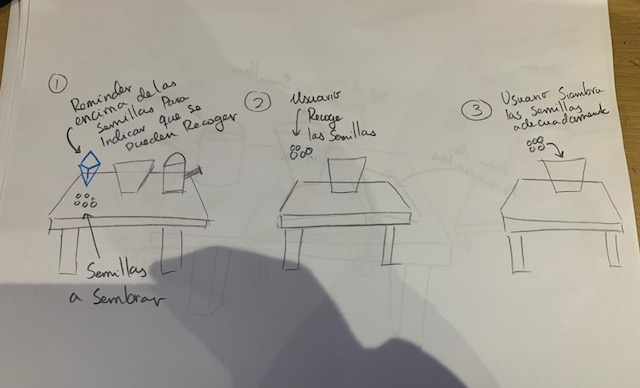 1
Reminder
encima de las
semillas para
Indicar que se
pueden Recoger
Semillas
a sembrar
2
Usuario
Recoge
las Semillas
3
Usuario Siembra
las semillas
adecuadamente